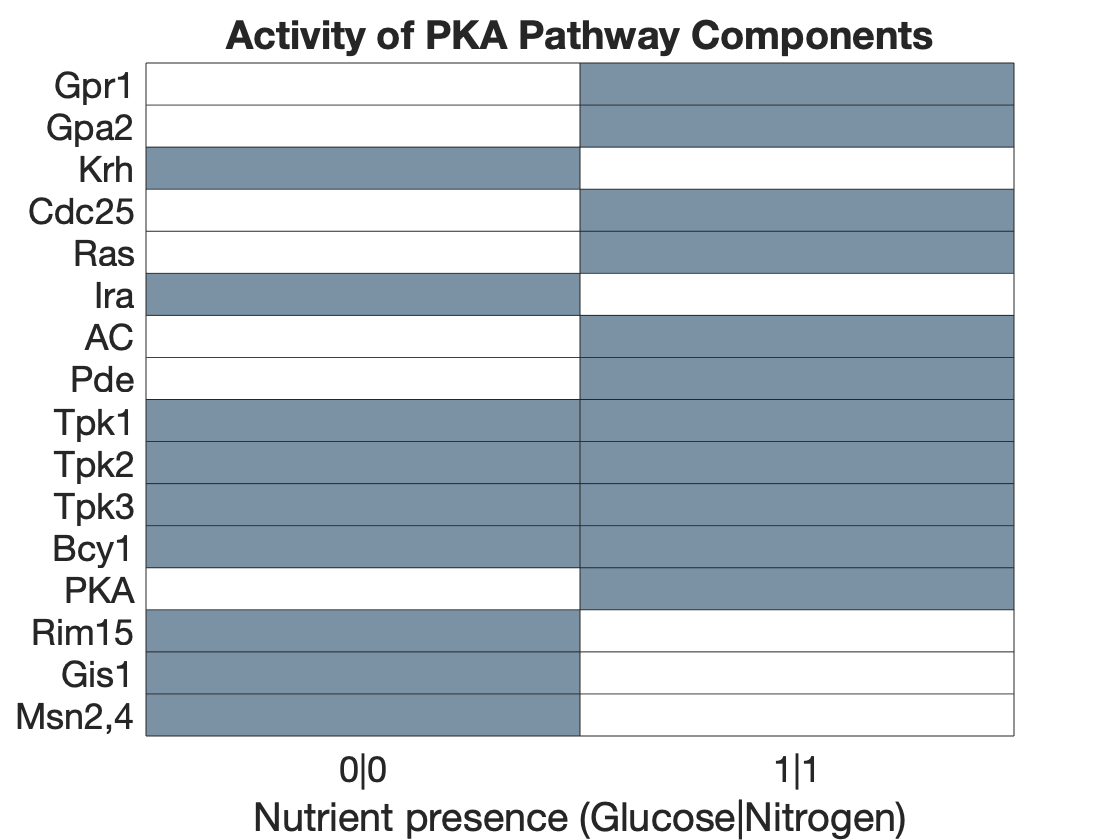 Activity of PKA Pathway Components
Gpr1
Gpa2
Krh
Cdc25
Ras
Ira
AC
Pde
Tpk1
Tpk2
Tpk3
Bcy1
PKA
Rim15
Gis1
Msn2,4
0|0 1|1
Nutrient presence (Glucose|Nitrogen)